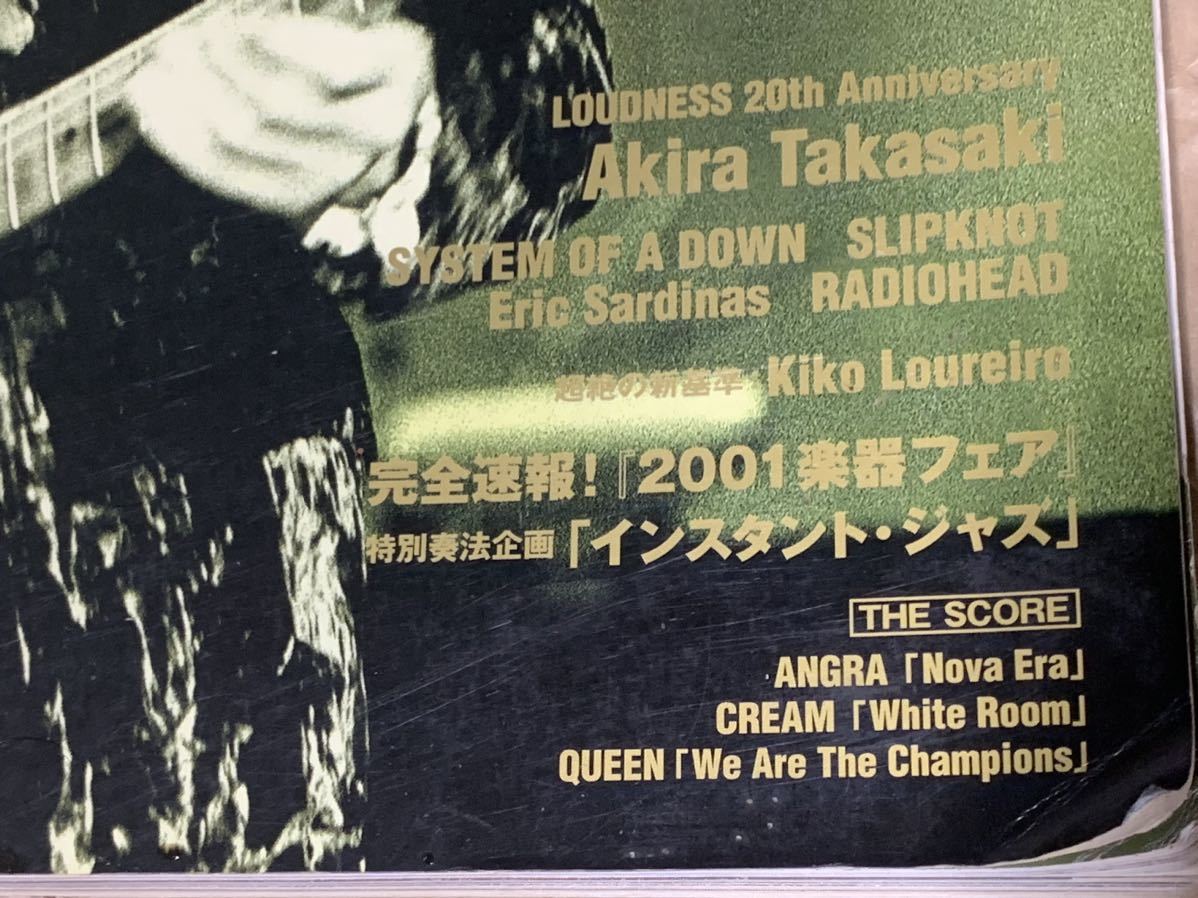 LOUDNESS 20th Anniversary
Akira Takasaki
SYSTEM OF A DOWN SLIPKNOT
Eric Sardinas RADIOHEAD
超絶の新基準 Kiko Loureiro
完全速報!『2001楽器フェア』
特別奏法企画「インスタント・ジャズ」
THE SCORE
ANGRA「Nova Era」
CREAM「White Room」
QUEEN「We Are The Champions」